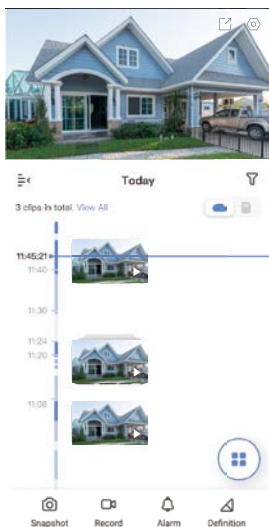 Today
3 clips in total. View All
11:45:21
11:40
11:30
11:24
11:20
11:08
Snapshot Record Alarm Definition